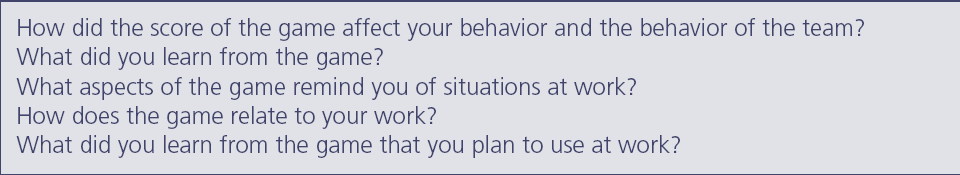 How did the score of the game affect your behavior and the behavior of the team?
What did you learn from the game?
What aspects of the game remind you of situations at work?
How does the game relate to your work?
What did you learn from the game that you plan to use at work?